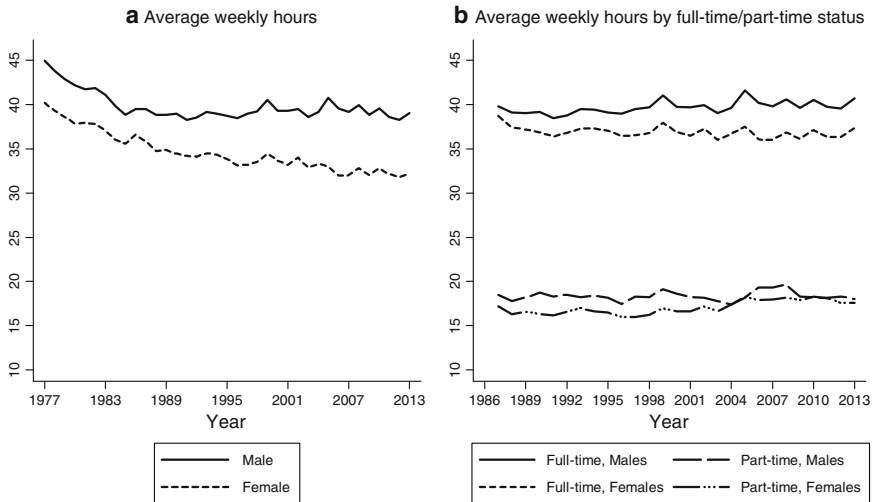 a Average weekly hours
45
40
35
30
25
20
15
10
1977 1983 1989 1995 2001 2007 2013
Year
Male
Female
b Average weekly hours by full-time/part-time status
45
40
35
30
25
20
15
10
1986 1989 1992 1995 1998 2001 2004 2007 2010 2013
Year
Full-time, Males Part-time, Males
Full-time, Females Part-time, Females